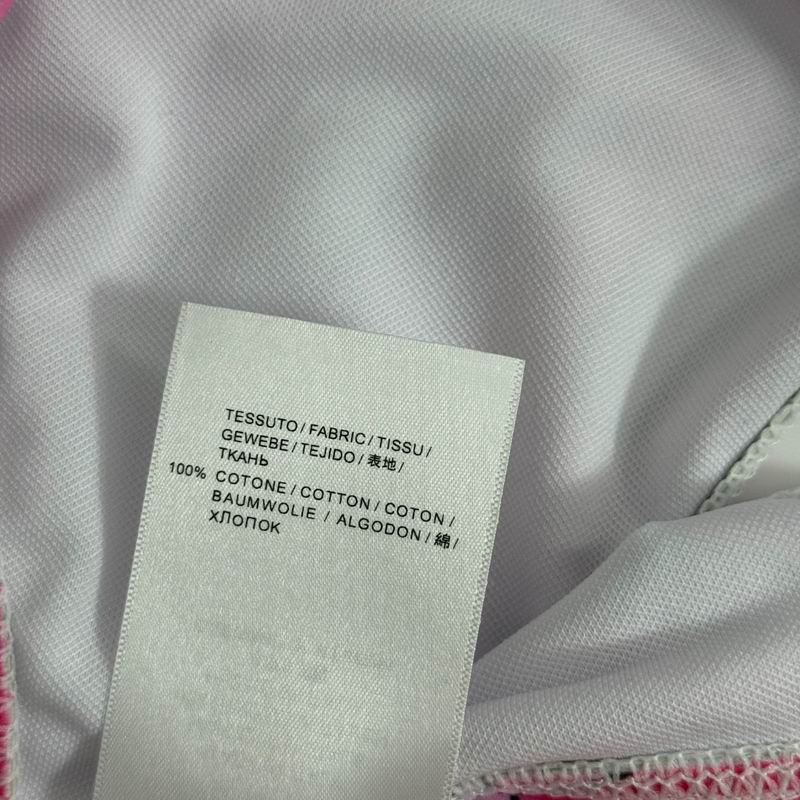 TESSUTO / FABRIC / TISSU /
GEWEBE / TEJIDO / 表地 /
ТКАНЬ
100% COTONE / COTTON / COTON /
BAUMWOLIE / ALGODON / 綿 /
ХЛОПОК